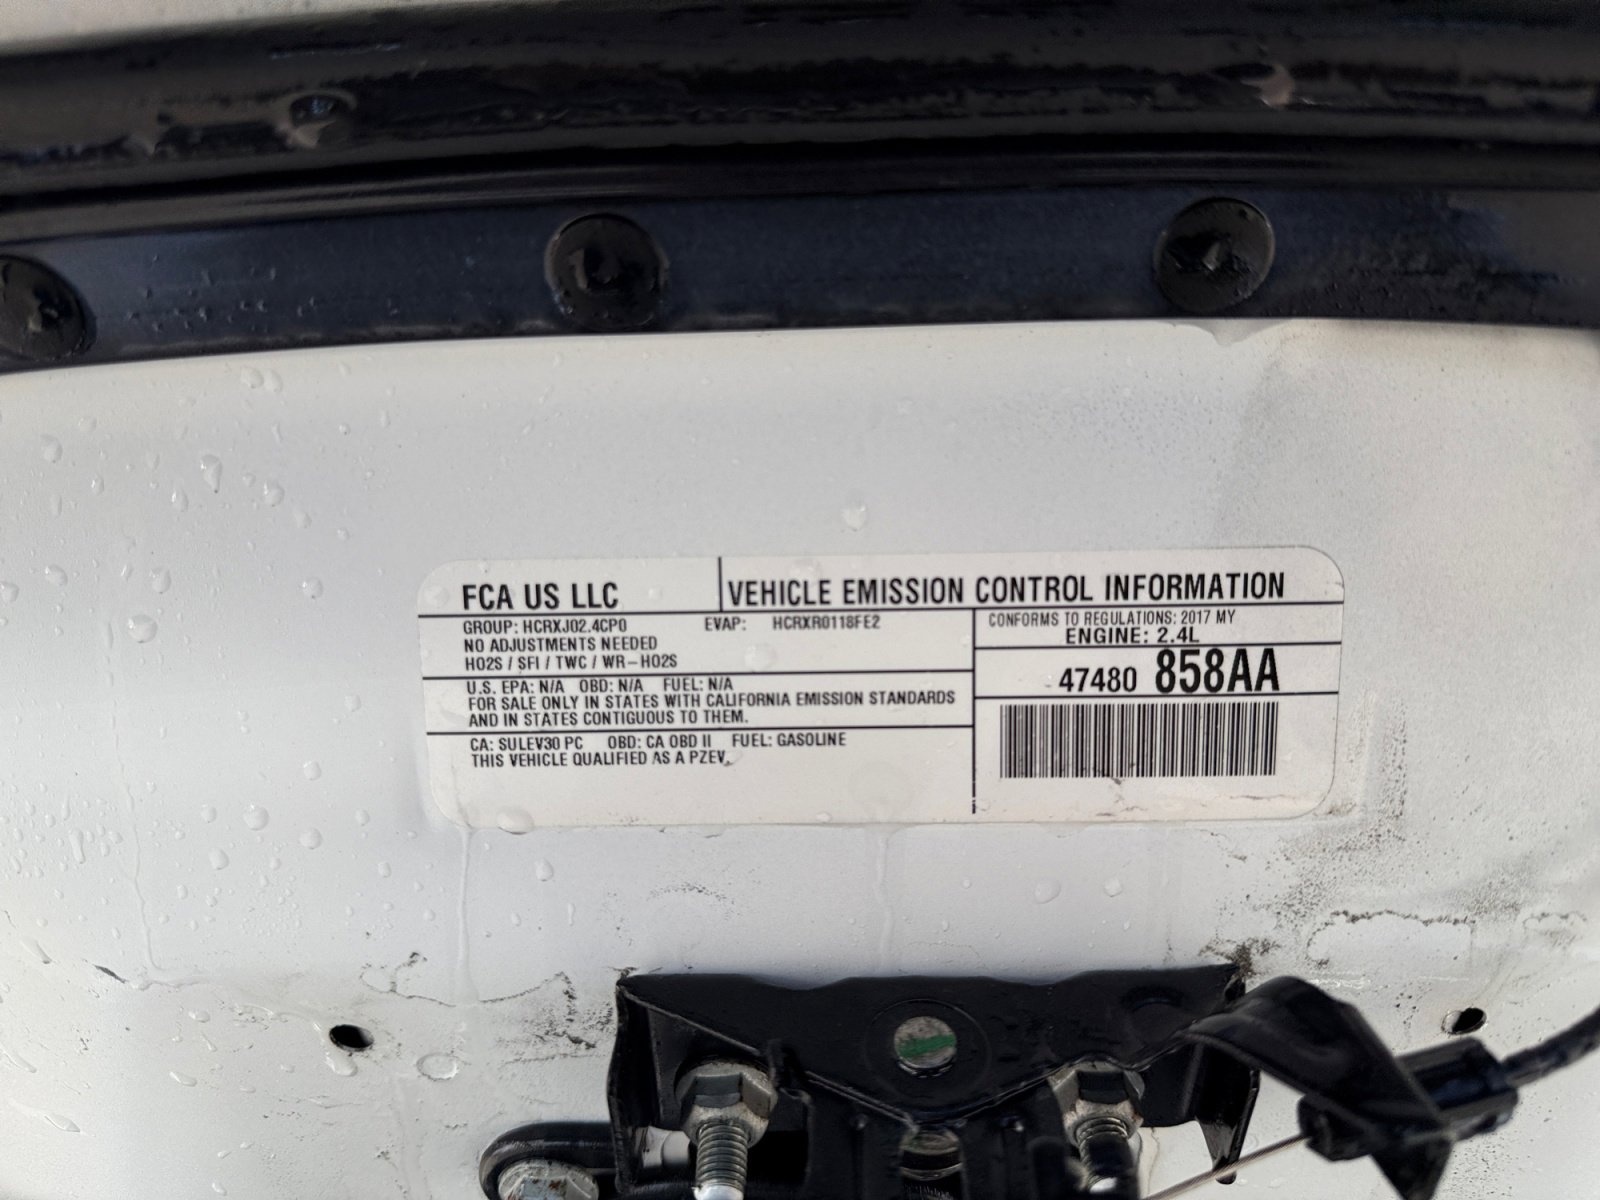 FCA US LLC
VEHICLE EMISSION CONTROL INFORMATION
GROUP: HCRXJ02.4CP0 EVAP: HCRXR0118FE2
NO ADJUSTMENTS NEEDED
HO2S / SFI / TWC / WR-HO2S
U.S. EPA: N/A OBD: N/A FUEL: N/A
FOR SALE ONLY IN STATES WITH CALIFORNIA EMISSION STANDARDS
AND IN STATES CONTIGUOUS TO THEM.
CA: SULEV30 PC OBD: CA OBD II FUEL: GASOLINE
THIS VEHICLE QUALIFIED AS A PZEV.
CONFORMS TO REGULATIONS: 2017 MY
ENGINE: 2.4L
47480 858AA